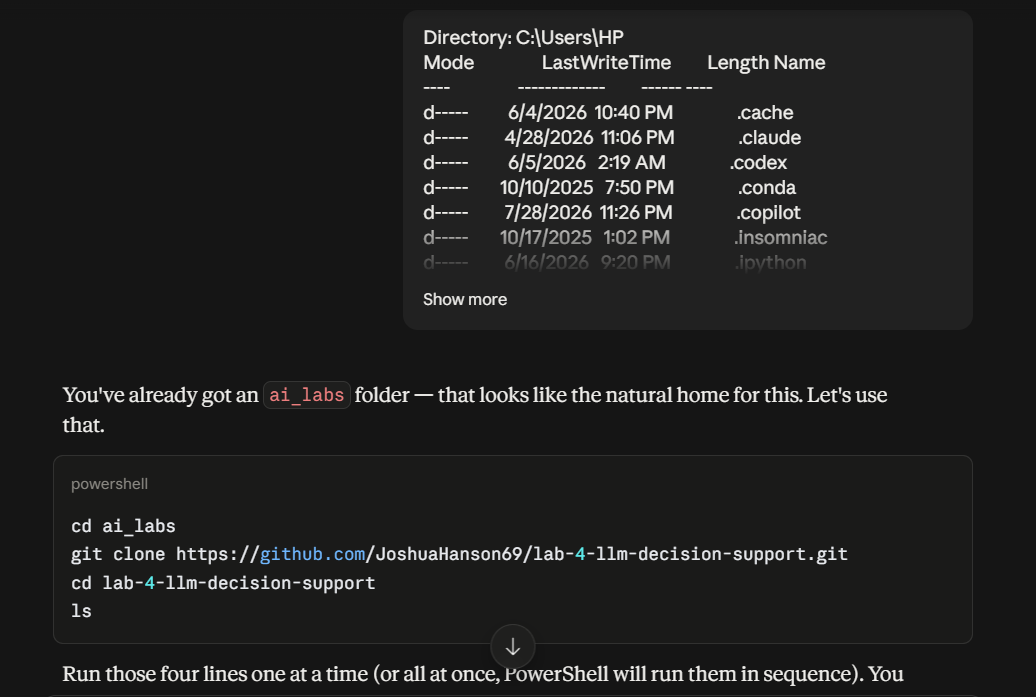 Directory: C:\Users\HP
Mode LastWriteTime Length Name
---- ------------- ------ ----
d----- 6/4/2026 10:40 PM .cache
d----- 4/28/2026 11:06 PM .claude
d----- 6/5/2026 2:19 AM .codex
d----- 10/10/2025 7:50 PM .conda
d----- 7/28/2026 11:26 PM .copilot
d----- 10/17/2025 1:02 PM .insomniac
d----- 6/16/2026 9:20 PM .ipython
Show more
You've already got an ai_labs folder — that looks like the natural home for this. Let's use
that.
powershell
cd ai_labs
git clone https://github.com/JoshuaHanson69/lab-4-llm-decision-support.git
cd lab-4-llm-decision-support
ls
Run those four lines one at a time (or all at once, PowerShell will run them in sequence). You